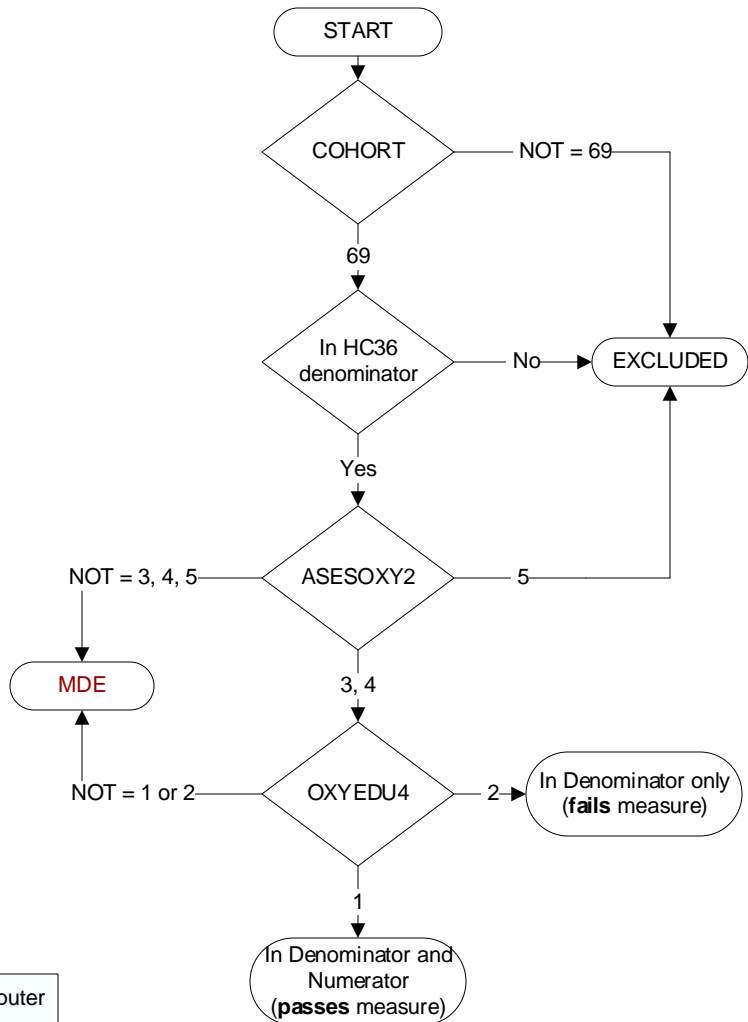 START
COHORT
NOT = 69
69
In HC36
denominator
No
EXCLUDED
Yes
NOT = 3, 4, 5
ASESOXY2
5
MDE
3, 4
NOT = 1 or 2
OXYEDU4
2
In Denominator only
(fails measure)
1
In Denominator and
Numerator
(passes measure)